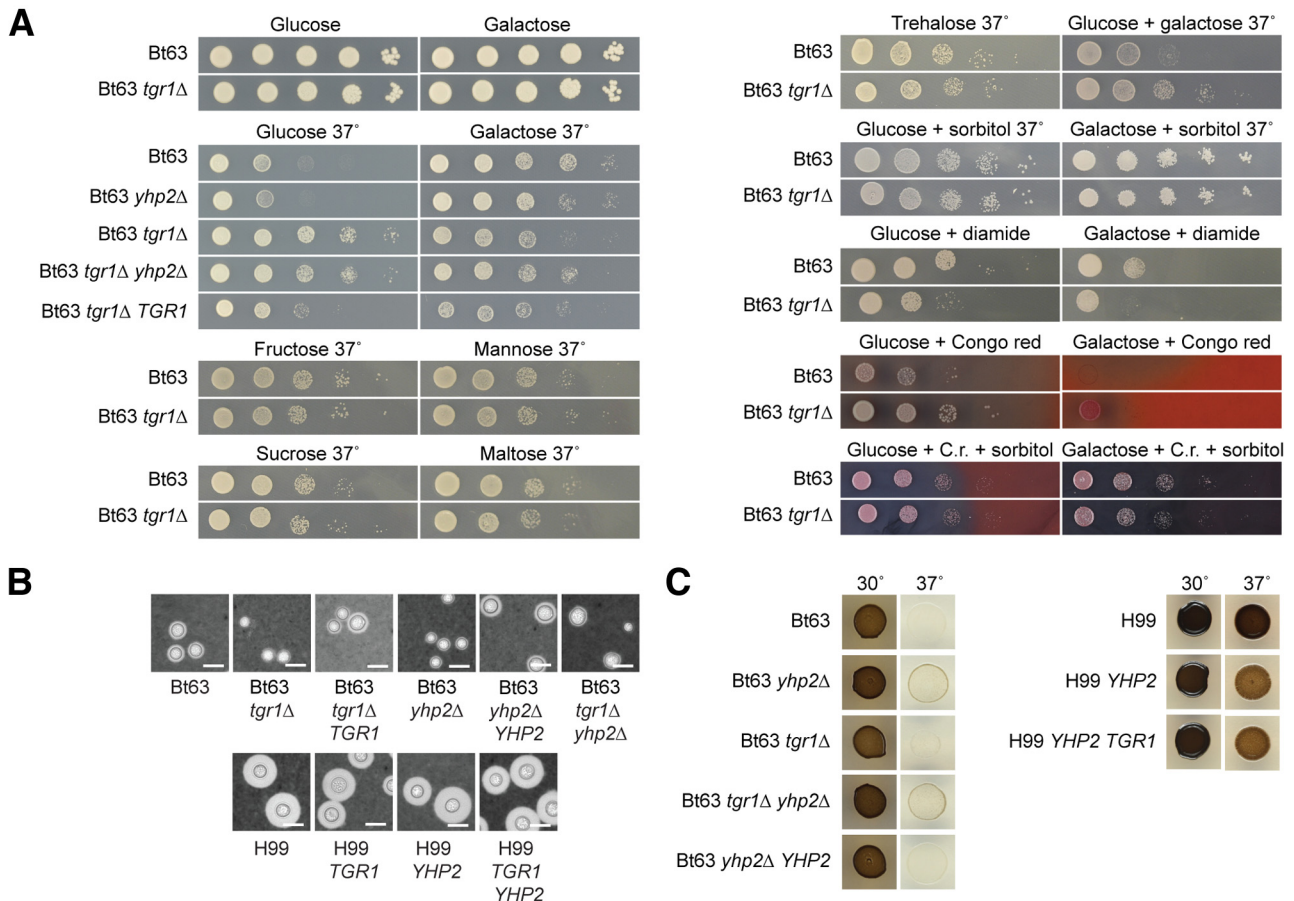 A
Glucose
Galactose
Bt63
Bt63 tgr1Δ
Glucose 37˚
Galactose 37˚
Bt63
Bt63 yhp2Δ
Bt63 tgr1Δ
Bt63 tgr1Δ yhp2Δ
Bt63 tgr1Δ TGR1
Fructose 37˚
Mannose 37˚
Bt63
Bt63 tgr1Δ
Sucrose 37˚
Maltose 37˚
Bt63
Bt63 tgr1Δ
Trehalose 37˚
Glucose + galactose 37˚
Bt63
Bt63 tgr1Δ
Glucose + sorbitol 37˚
Galactose + sorbitol 37˚
Bt63
Bt63 tgr1Δ
Glucose + diamide
Galactose + diamide
Bt63
Bt63 tgr1Δ
Glucose + Congo red
Galactose + Congo red
Bt63
Bt63 tgr1Δ
Glucose + C.r. + sorbitol
Galactose + C.r. + sorbitol
Bt63
Bt63 tgr1Δ
B
Bt63
Bt63
tgr1Δ
Bt63
tgr1Δ
TGR1
Bt63
yhp2Δ
Bt63
yhp2Δ
YHP2
Bt63
tgr1Δ
yhp2Δ
H99
H99
TGR1
H99
YHP2
H99
TGR1
YHP2
C
30˚
37˚
Bt63
Bt63 yhp2Δ
Bt63 tgr1Δ
Bt63 tgr1Δ yhp2Δ
Bt63 yhp2Δ YHP2
30˚
37˚
H99
H99 YHP2
H99 YHP2 TGR1